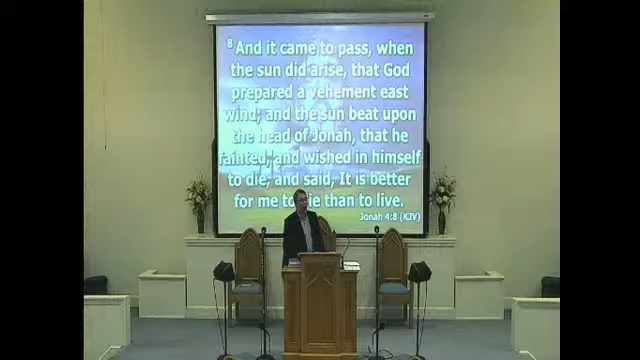 8 And it came to pass, when
the sun did arise, that God
prepared a vehement east
wind; and the sun beat upon
the head of Jonah, that he
fainted, and wished in himself
to die, and said, It is better
for me to die than to live.
Jonah 4:8 (KJV)